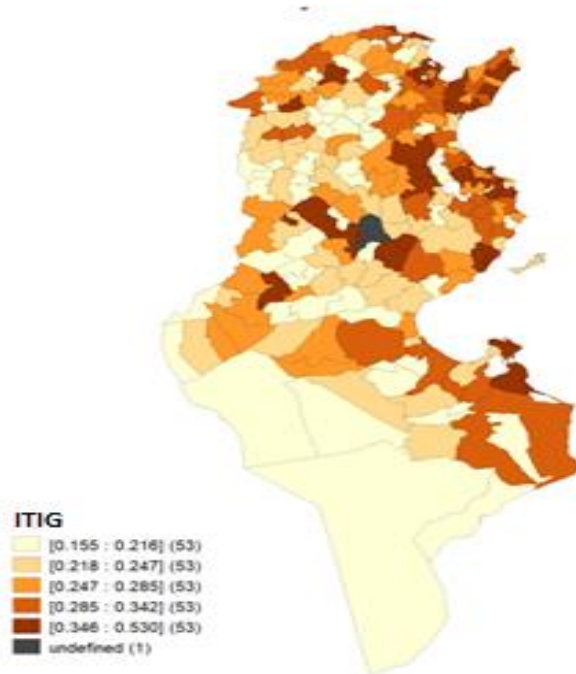 ITIG
[0.155 : 0.216] (53)
[0.218 : 0.247] (53)
[0.247 : 0.285] (53)
[0.285 : 0.342] (53)
[0.346 : 0.530] (53)
undefined (1)